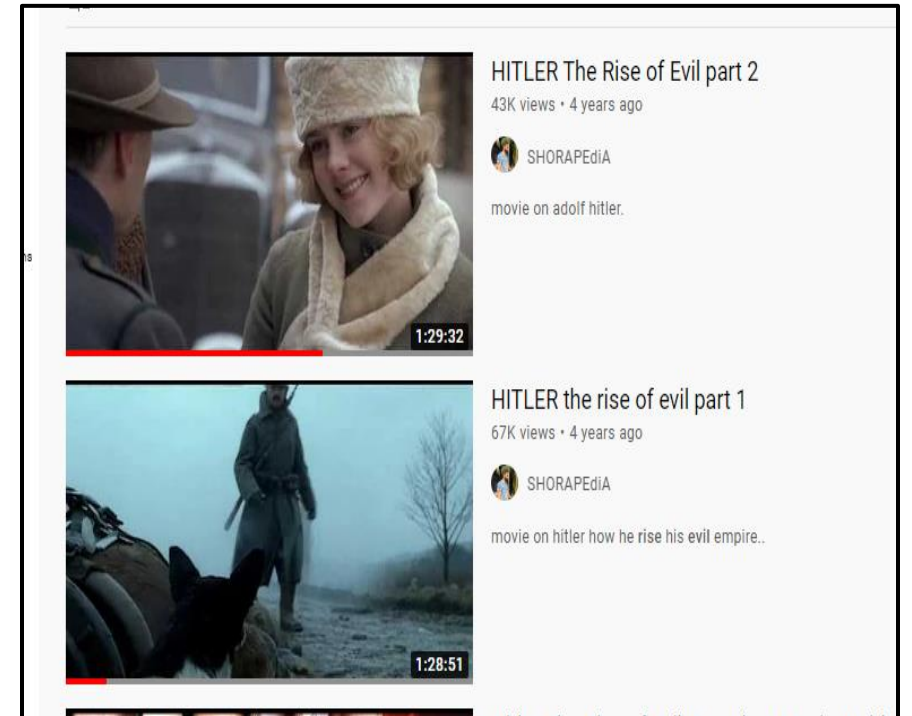 HITLER The Rise of Evil part 2
43K views • 4 years ago
SHORAPEdiA
movie on adolf hitler.
1:29:32
ns
HITLER the rise of evil part 1
67K views • 4 years ago
SHORAPEdiA
movie on hitler how he rise his evil empire..
1:28:51